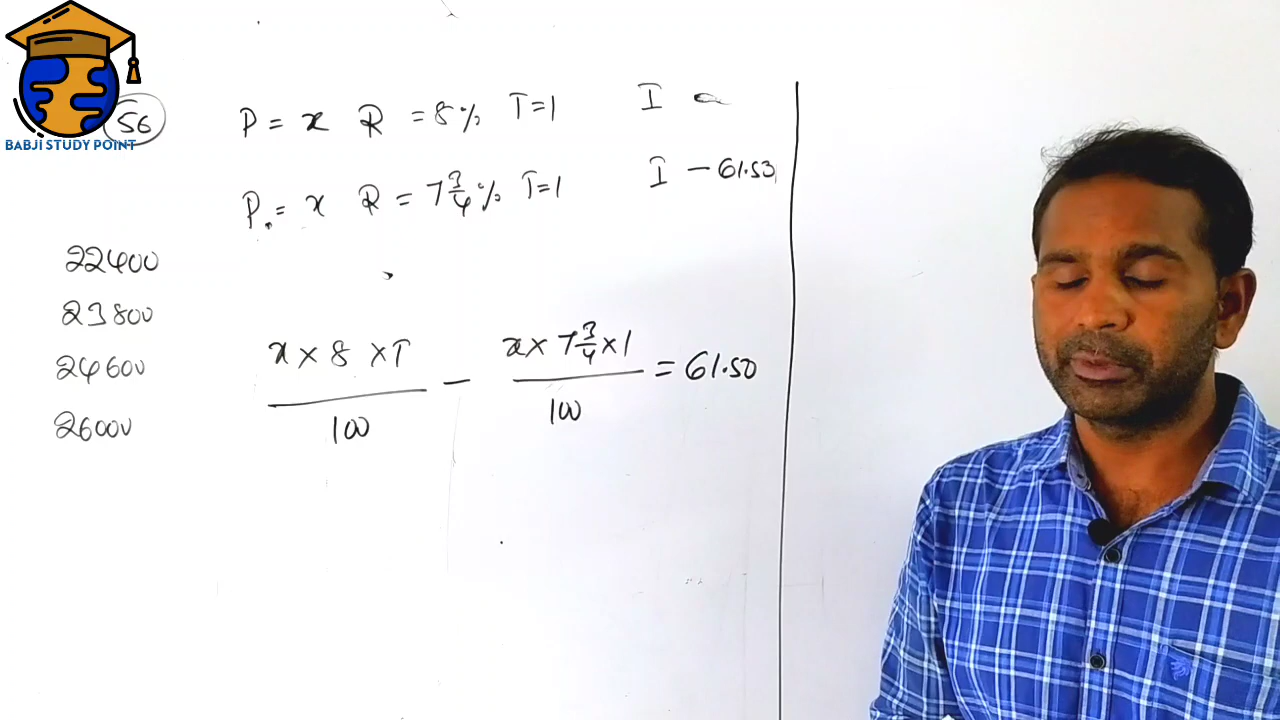 BABJI STUDY POINT
56
P = x R = 8% T=1 I
P. = x R = 7 3/4 % T=1 I - 61.50
22400
23800
24600
26000
x × 8 × T / 100 - x × 7 3/4 × 1 / 100 = 61.50